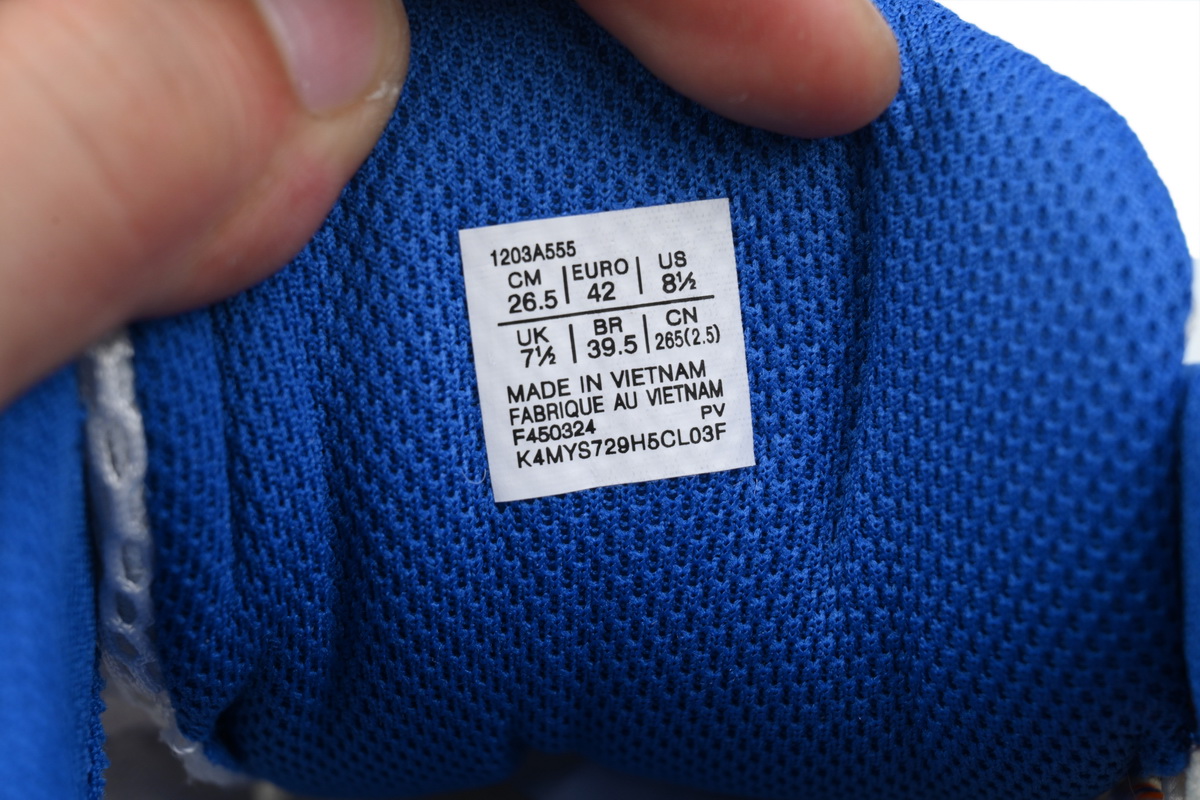 1203A555
CM | EURO | US
26.5 | 42 | 8½
UK | BR | CN
7½ | 39.5 | 265(2.5)
MADE IN VIETNAM
FABRIQUE AU VIETNAM
F450324 PV
K4MYS729H5CL03F